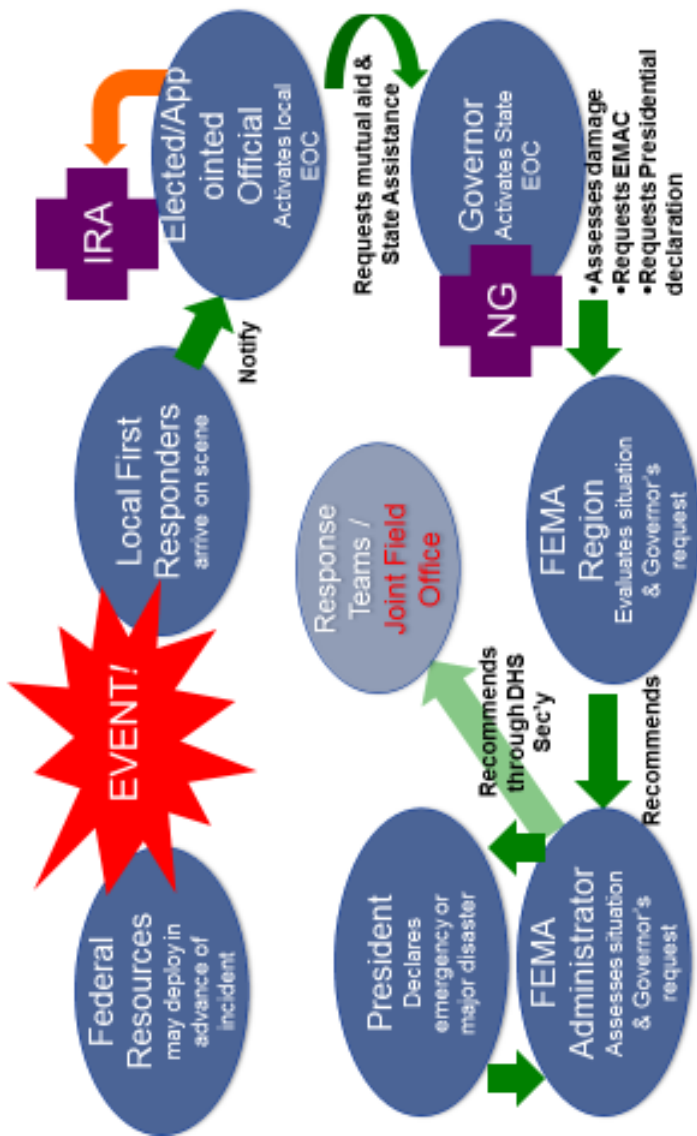 Federal
Resources
may deploy in
advance of
incident
EVENT!
Local First
Responders
arrive on scene
Notify
IRA
Elected/App
ointed
Official
Activates local
EOC
Requests mutual aid &
State Assistance
NG
Governor
Activates State
EOC
•Assesses damage
•Requests EMAC
•Requests Presidential
declaration
FEMA
Region
Evaluates situation
& Governor's
request
Recommends
FEMA
Administrator
Assesses situation
& Governor's
request
President
Declares
emergency or
major disaster
Recommends
through DHS
Sec'y
Response
Teams /
Joint Field
Office